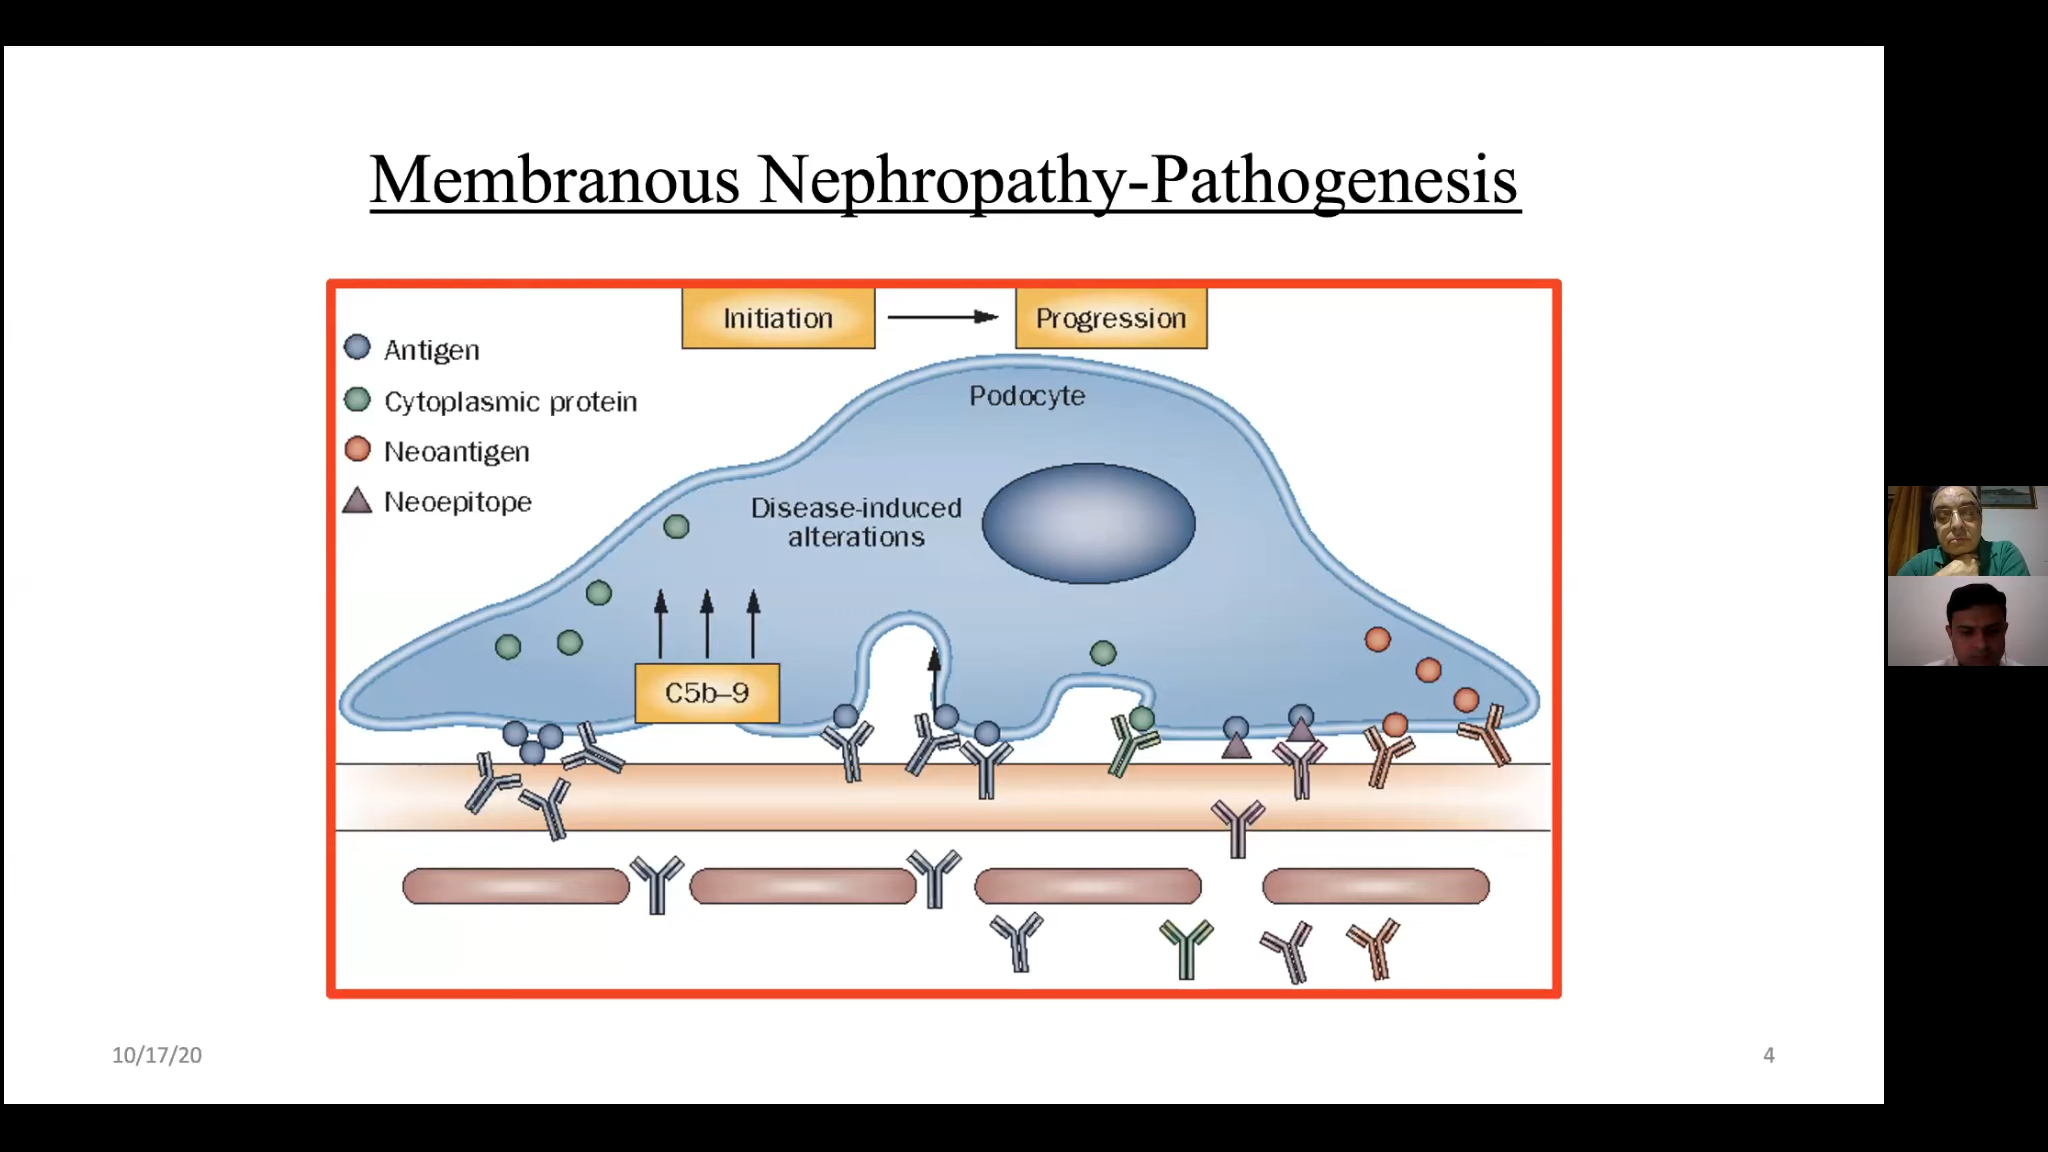 Membranous Nephropathy-Pathogenesis
Initiation
Progression
Antigen
Cytoplasmic protein
Neoantigen
Neoepitope
Podocyte
Disease-induced
alterations
C5b–9
10/17/20
4